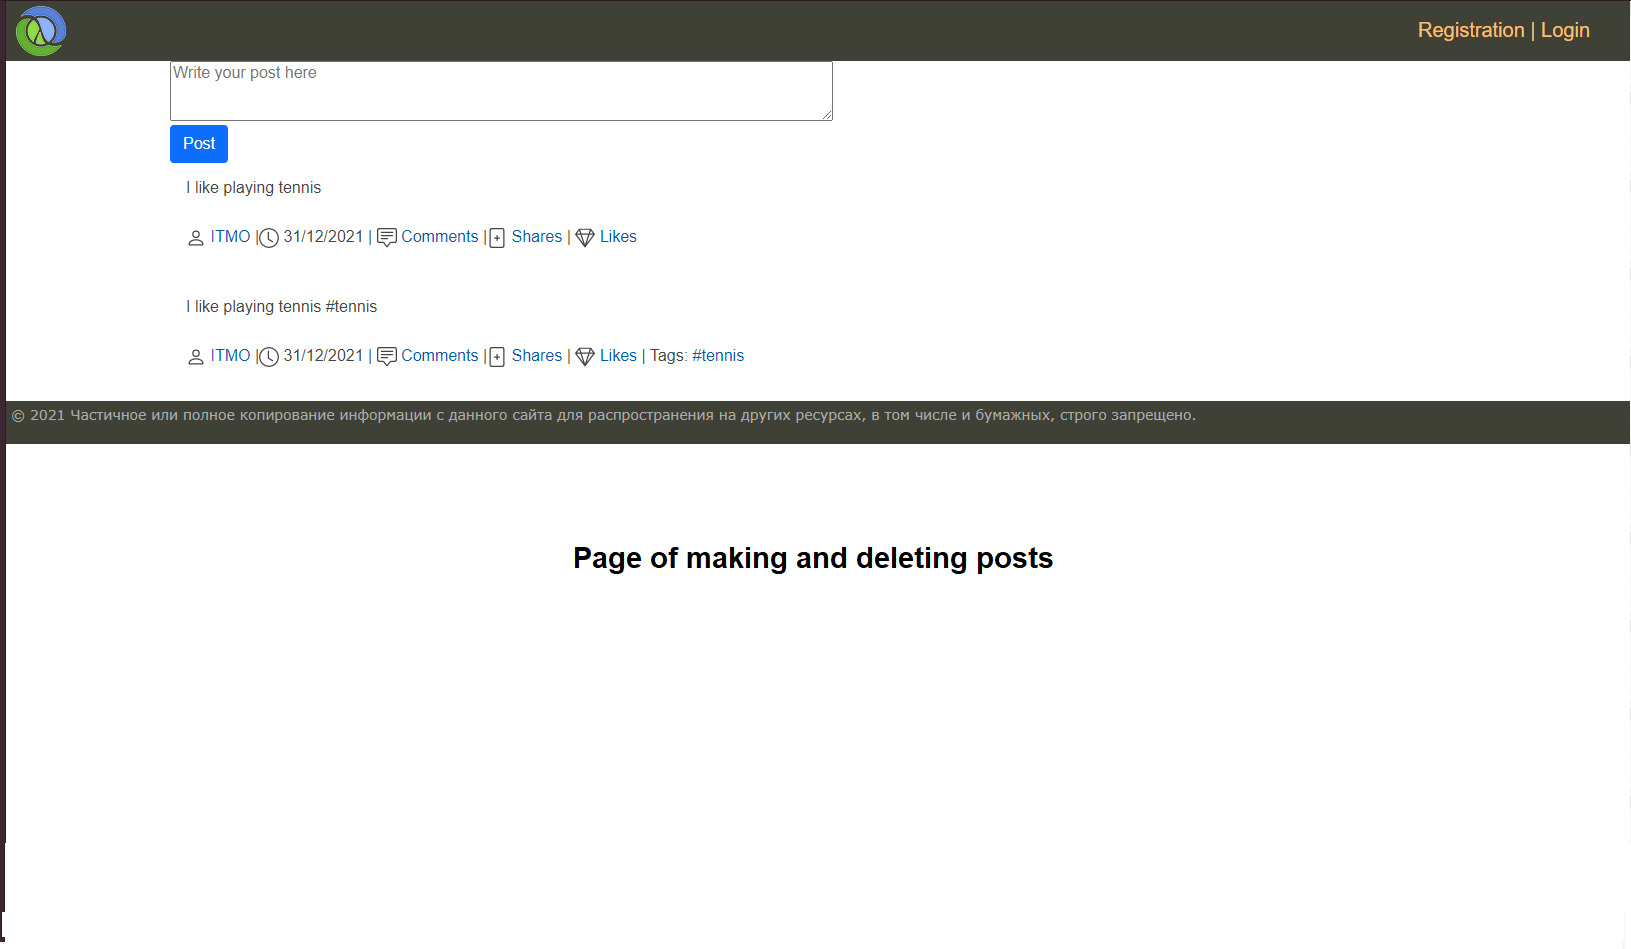 Registration | Login
Write your post here
Post
I like playing tennis
ITMO | 31/12/2021 | Comments | Shares | Likes
I like playing tennis #tennis
ITMO | 31/12/2021 | Comments | Shares | Likes | Tags: #tennis
© 2021 Частичное или полное копирование информации с данного сайта для распространения на других ресурсах, в том числе и бумажных, строго запрещено.
Page of making and deleting posts